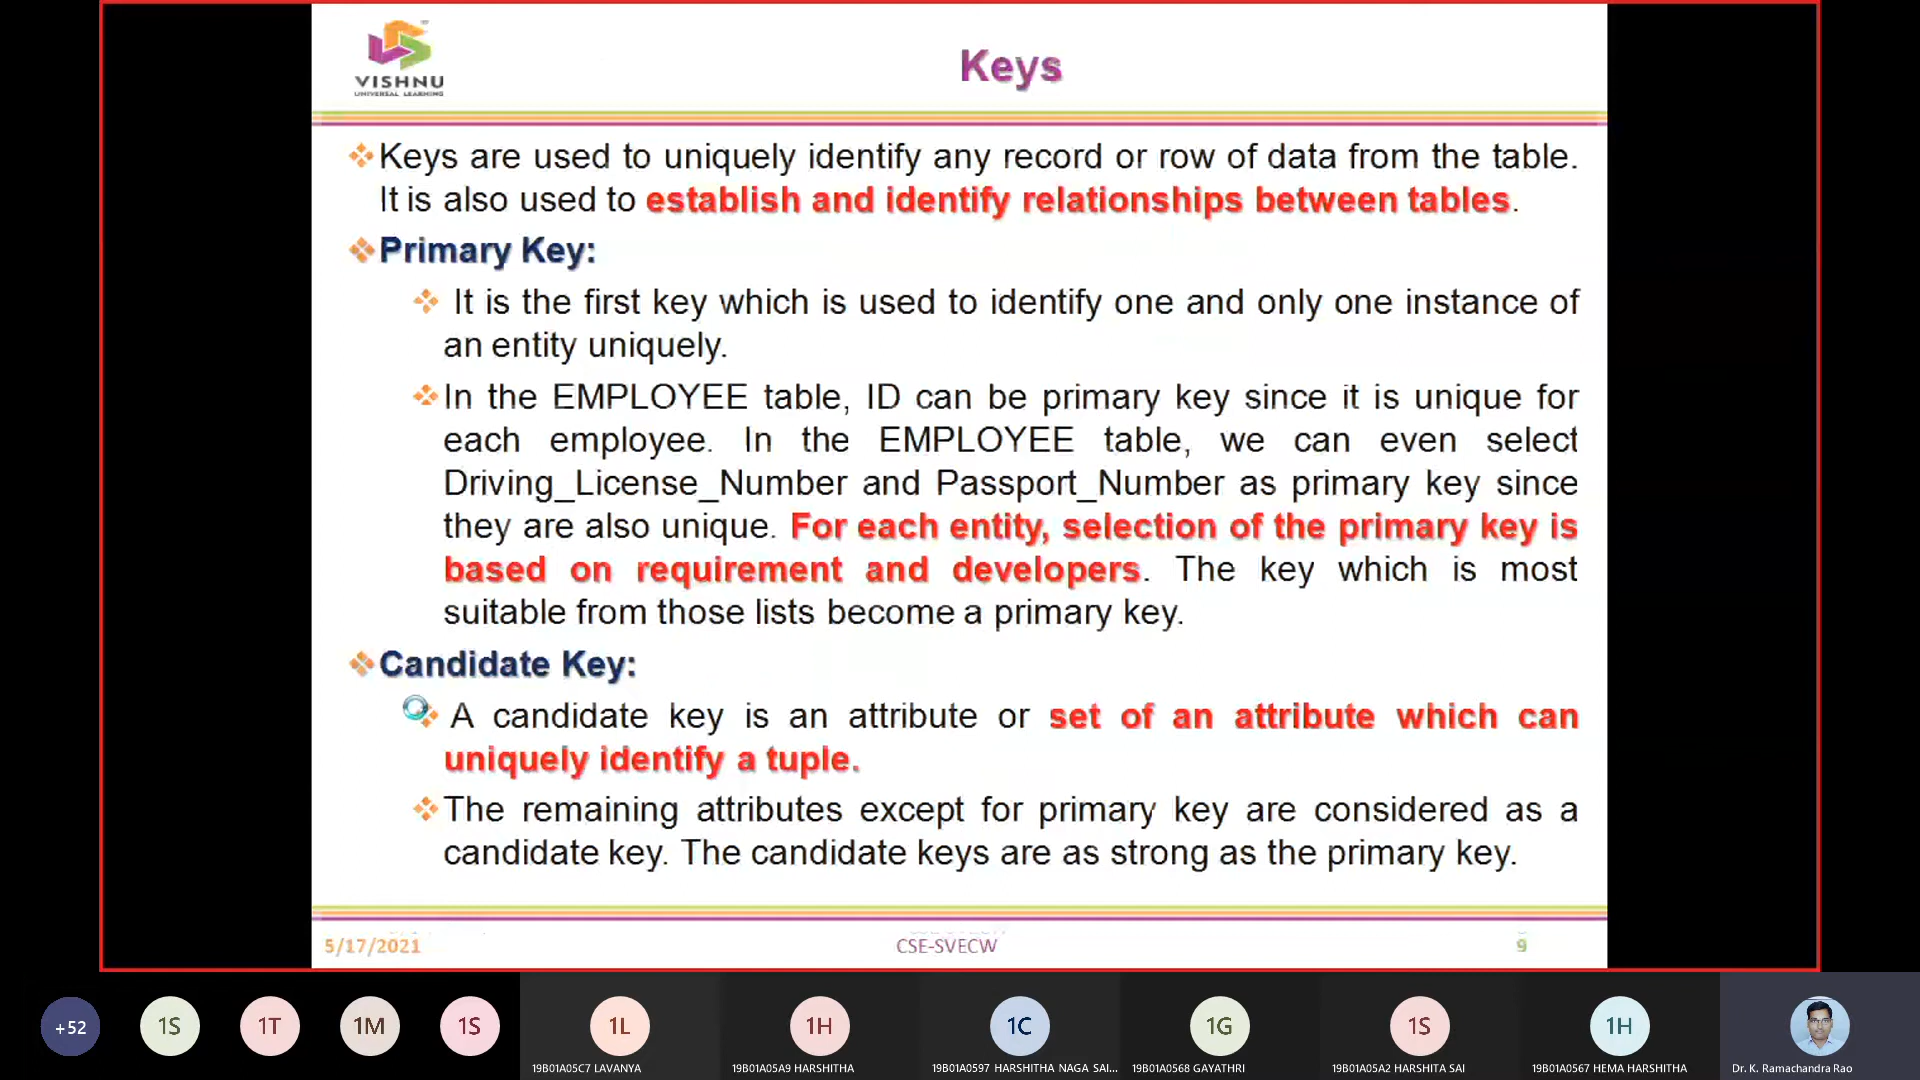 VISHNU
UNIVERSAL LEARNING
Keys
Keys are used to uniquely identify any record or row of data from the table.
It is also used to establish and identify relationships between tables.
Primary Key:
It is the first key which is used to identify one and only one instance of
an entity uniquely.
In the EMPLOYEE table, ID can be primary key since it is unique for
each employee. In the EMPLOYEE table, we can even select
Driving_License_Number and Passport_Number as primary key since
they are also unique. For each entity, selection of the primary key is
based on requirement and developers. The key which is most
suitable from those lists become a primary key.
Candidate Key:
A candidate key is an attribute or set of an attribute which can
uniquely identify a tuple.
The remaining attributes except for primary key are considered as a
candidate key. The candidate keys are as strong as the primary key.
5/17/2021 CSE-SVECW 9
+52 1S 1T 1M 1S 1L 1H 1C 1G 1S 1H
19B01A05C7 LAVANYA 19B01A05A9 HARSHITHA 19B01A0597 HARSHITHA NAGA SAI... 19B01A0568 GAYATHRI 19B01A05A2 HARSHITA SAI 19B01A0567 HEMA HARSHITHA Dr. K. Ramachandra Rao